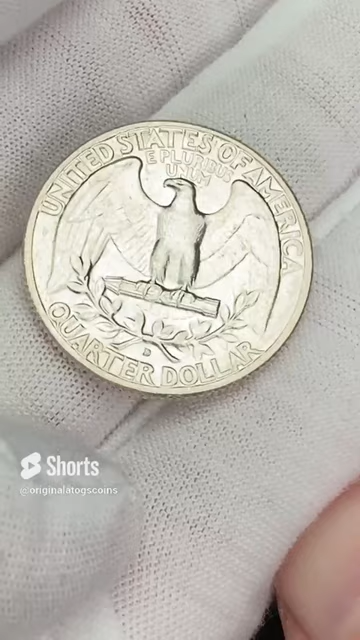 UNITED STATES OF AMERICA
E PLURIBUS
UNUM
D
QUARTER DOLLAR
Shorts
@originalatogscoins